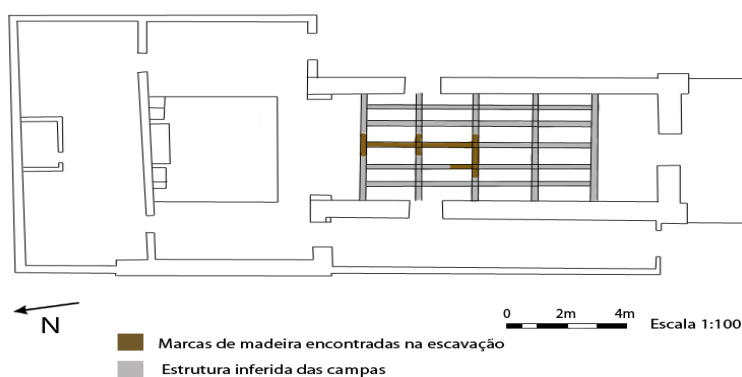 N
0 2m 4m Escala 1:100
Marcas de madeira encontradas na escavação
Estrutura inferida das campas